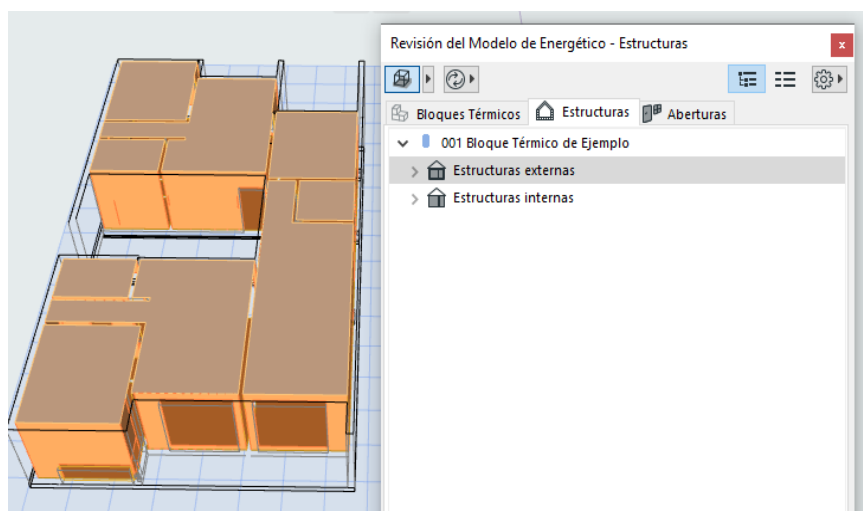 Revisión del Modelo de Energético - Estructuras
x
Bloques Térmicos
Estructuras
Aberturas
001 Bloque Térmico de Ejemplo
Estructuras externas
Estructuras internas